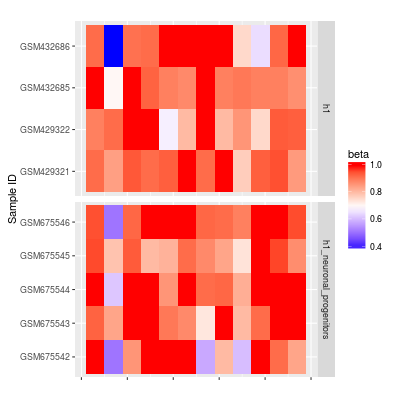 GSM432686
GSM432685
GSM429322
GSM429321
GSM675546
GSM675545
GSM675544
GSM675543
GSM675542
Sample ID
h1
h1_neuronal_progenitors
beta
1.0
0.8
0.6
0.4